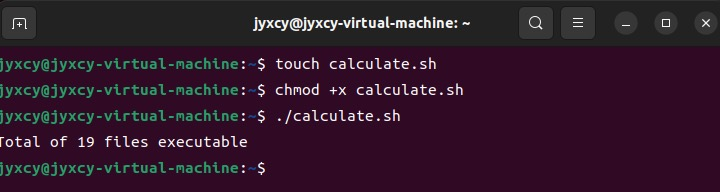 jyxcy@jyxcy-virtual-machine: ~
jyxcy@jyxcy-virtual-machine:~$ touch calculate.sh
jyxcy@jyxcy-virtual-machine:~$ chmod +x calculate.sh
jyxcy@jyxcy-virtual-machine:~$ ./calculate.sh
Total of 19 files executable
jyxcy@jyxcy-virtual-machine:~$